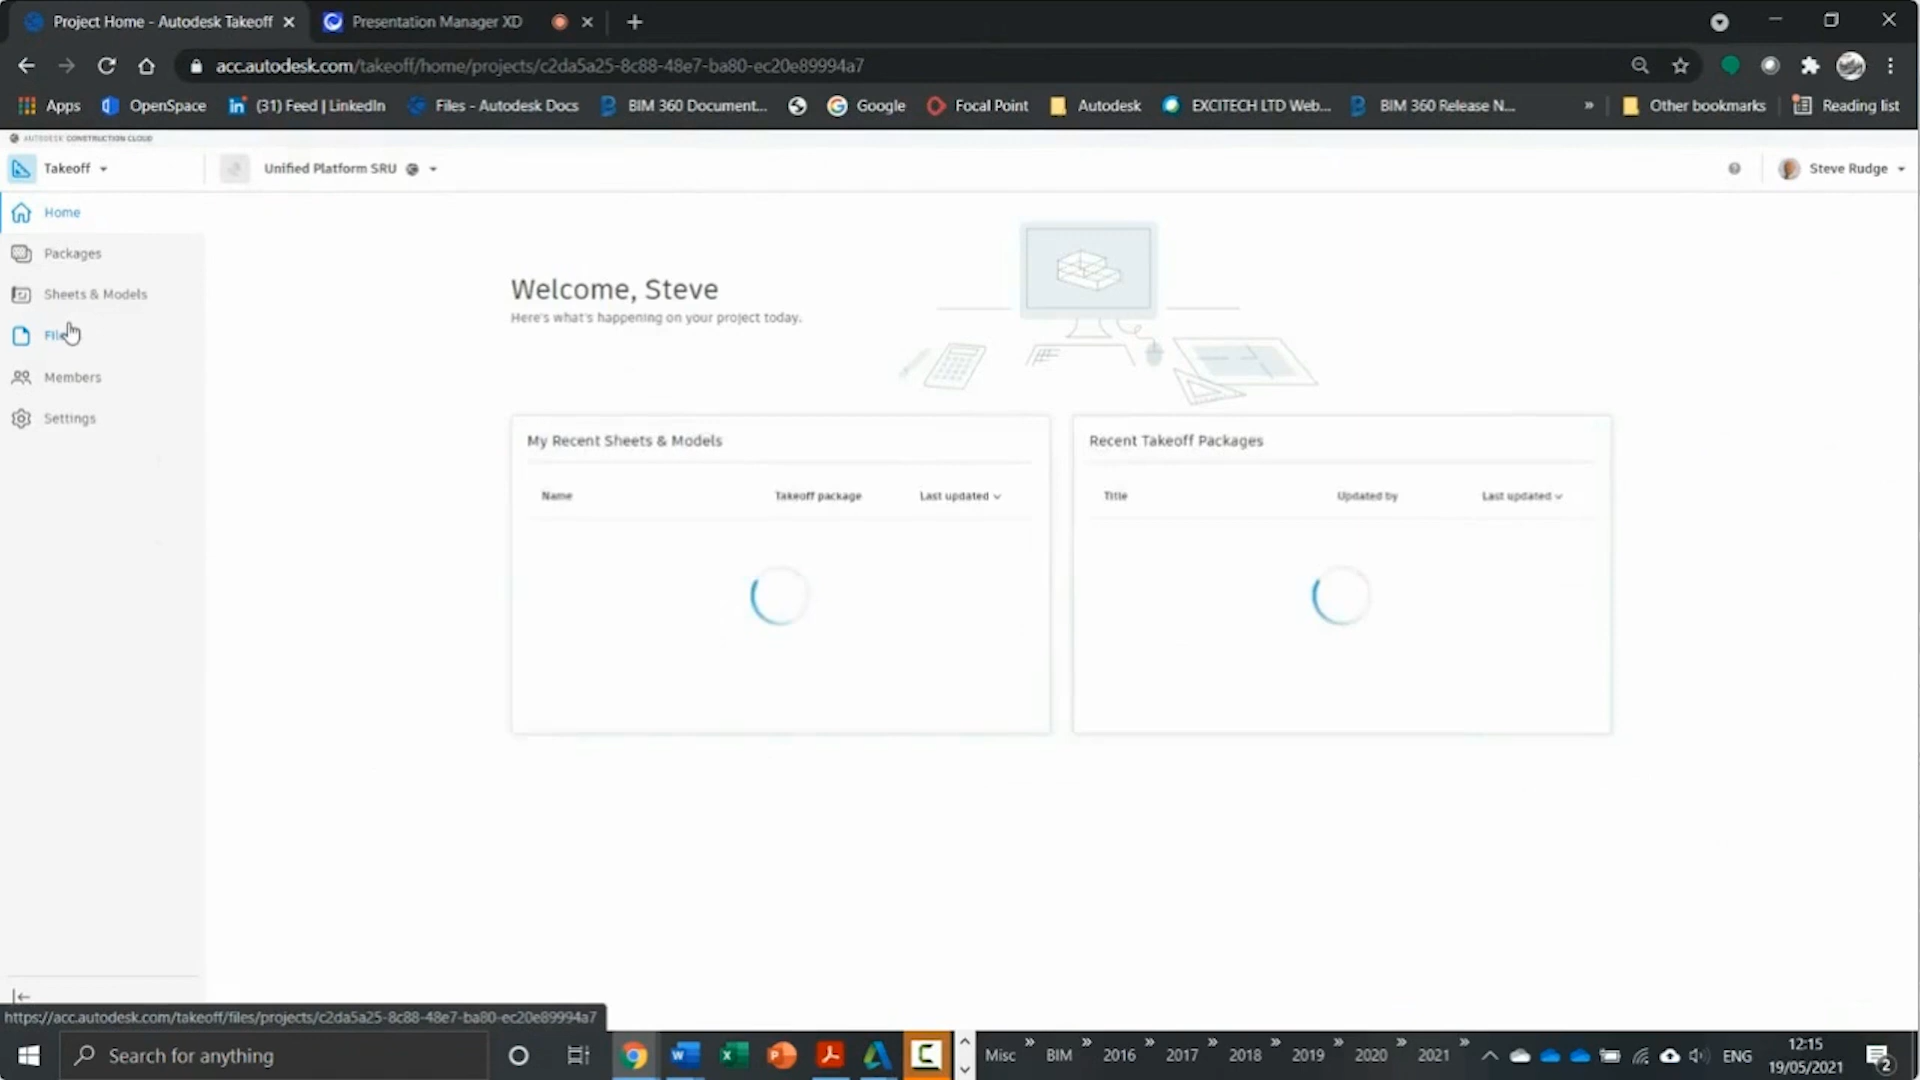 Project Home - Autodesk Takeoff
Presentation Manager XD
acc.autodesk.com/takeoff/home/projects/c2da5a25-8c88-48e7-ba80-ec20e89994a7
Apps
OpenSpace
(31) Feed | LinkedIn
Files - Autodesk Docs
BIM 360 Document...
Google
Focal Point
Autodesk
EXCITECH LTD Web...
BIM 360 Release N...
»
Other bookmarks
Reading list
AUTODESK CONSTRUCTION CLOUD
Takeoff
Unified Platform SRU
Steve Rudge
Home
Packages
Sheets & Models
Members
Settings
Welcome, Steve
Here's what's happening on your project today.
My Recent Sheets & Models
Name Takeoff package Last updated
Recent Takeoff Packages
Title Updated by Last updated
https://acc.autodesk.com/takeoff/files/projects/c2da5a25-8c88-48e7-ba80-ec20e89994a7
Search for anything
Misc » BIM » 2016 » 2017 » 2018 » 2019 » 2020 » 2021 »
ENG
12:15
19/05/2021
2